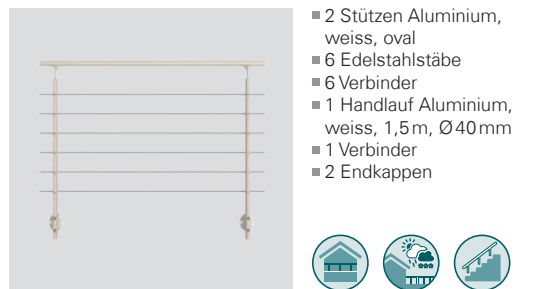 2 Stützen Aluminium,
weiss, oval
6 Edelstahlstäbe
6 Verbinder
1 Handlauf Aluminium,
weiss, 1,5 m, Ø 40 mm
1 Verbinder
2 Endkappen